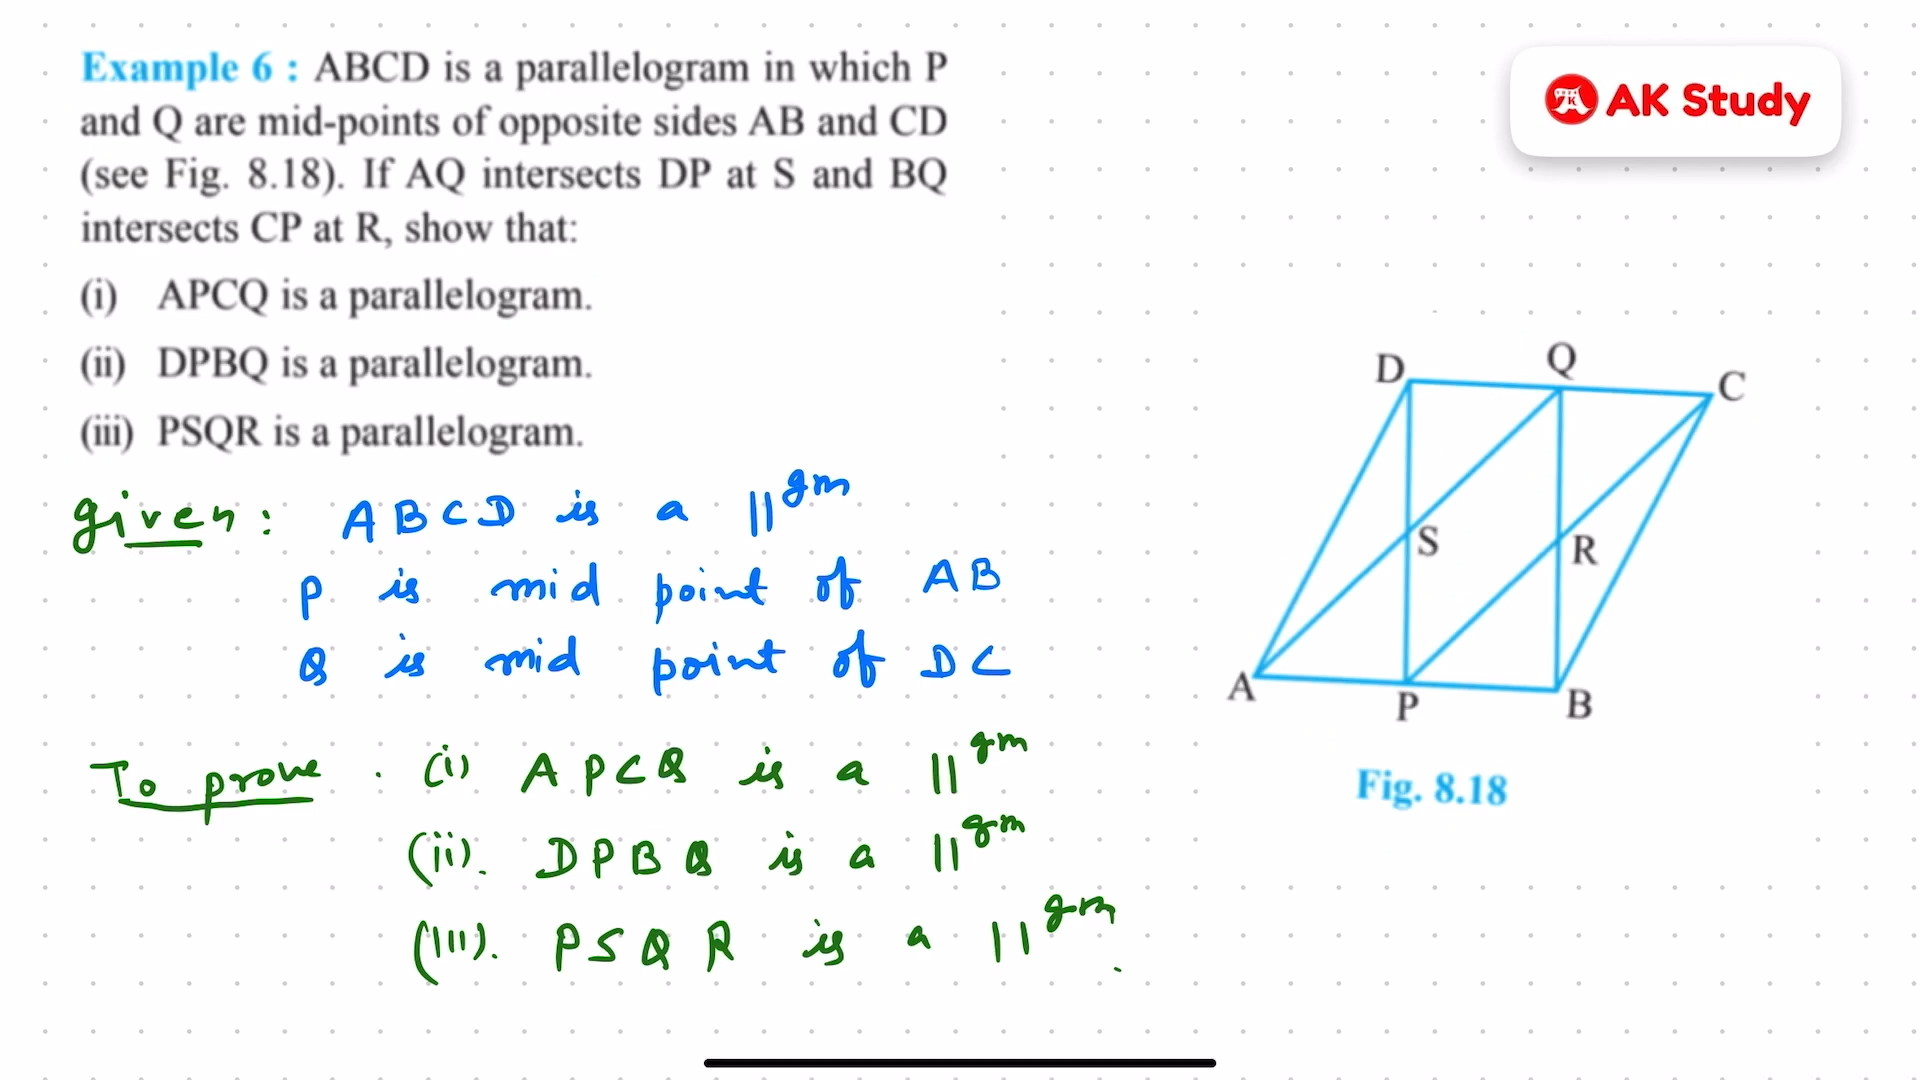 Example 6 : ABCD is a parallelogram in which P
and Q are mid-points of opposite sides AB and CD
(see Fig. 8.18). If AQ intersects DP at S and BQ
intersects CP at R, show that:
(i) APCQ is a parallelogram.
(ii) DPBQ is a parallelogram.
(iii) PSQR is a parallelogram.
given : ABCD is a ||gm
P is mid point of AB
Q is mid point of DC
To prove . (i) APCQ is a ||gm
(ii). DPBQ is a ||gm
(iii). PSQR is a ||gm.
AK Study
D Q C
S R
A P B
Fig. 8.18